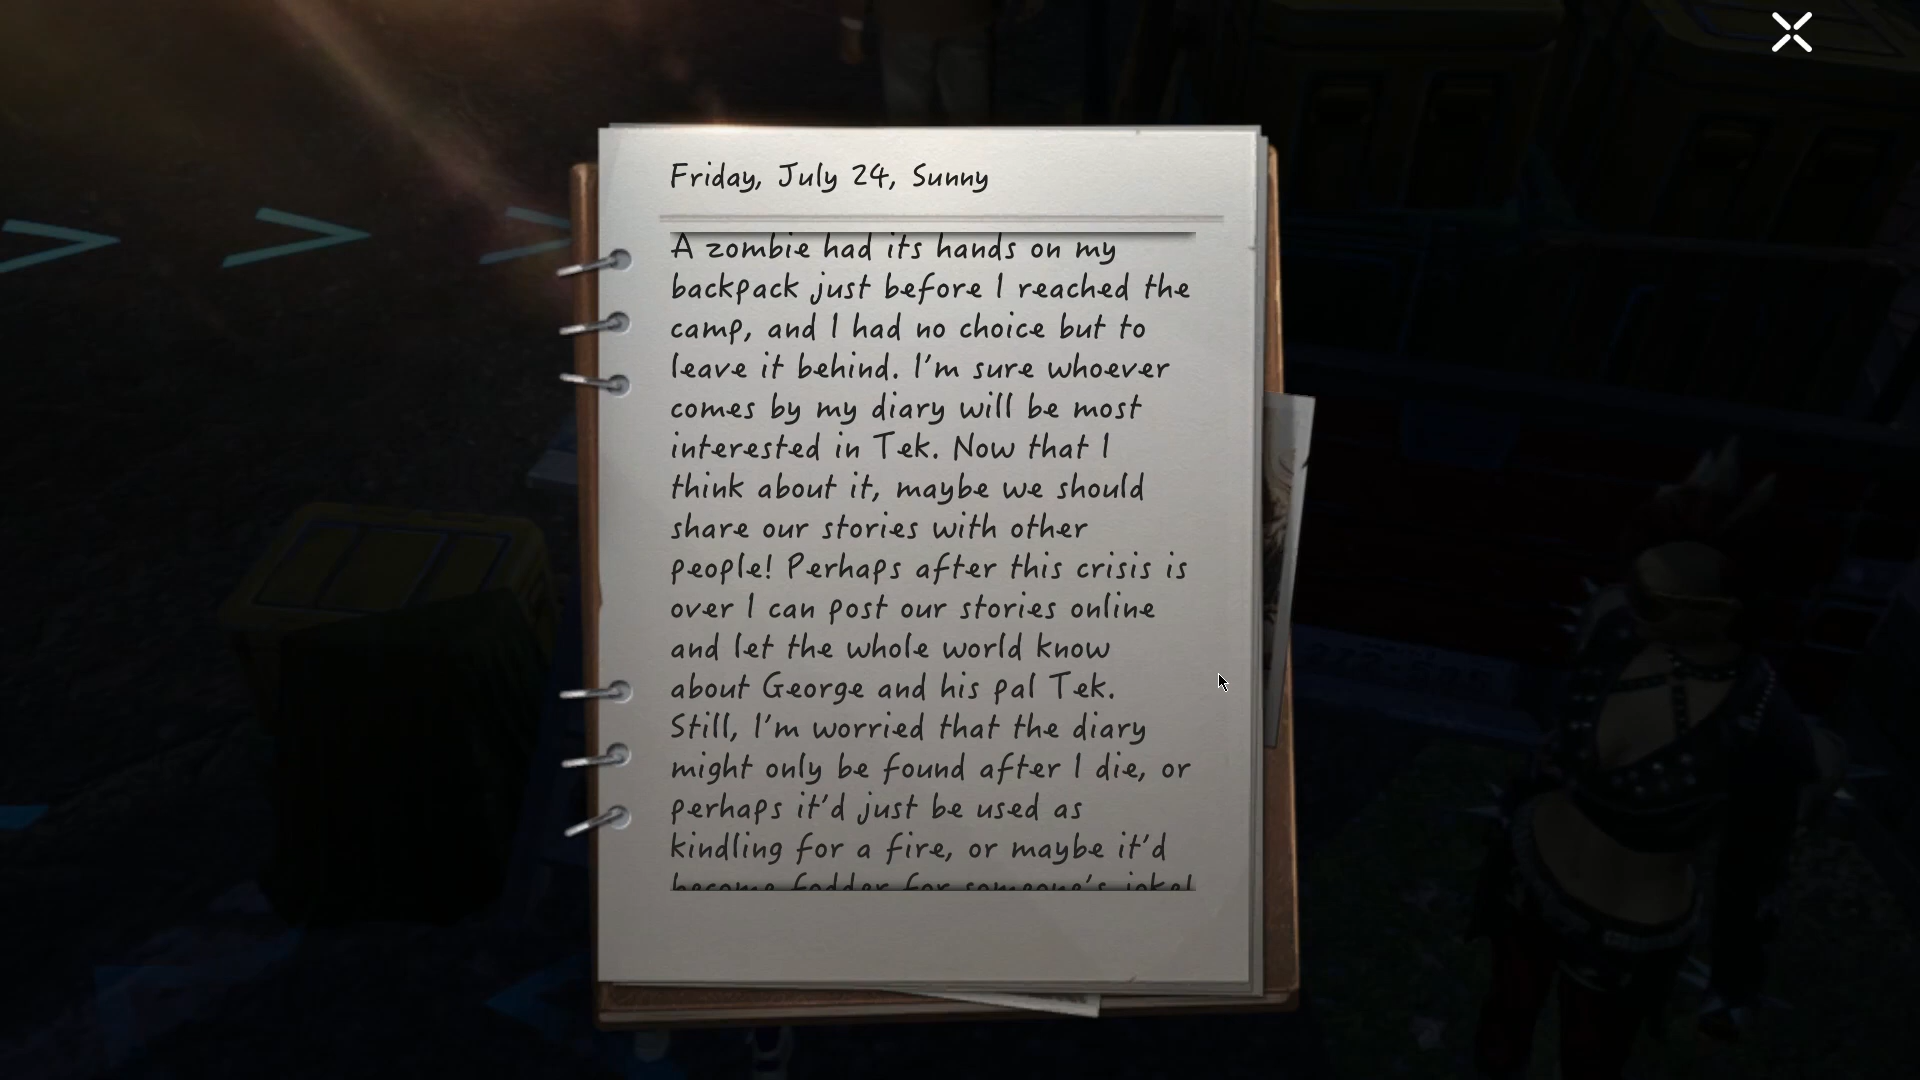 Friday, July 24, Sunny
A zombie had its hands on my
backpack just before I reached the
camp, and I had no choice but to
leave it behind. I'm sure whoever
comes by my diary will be most
interested in Tek. Now that I
think about it, maybe we should
share our stories with other
people! Perhaps after this crisis is
over I can post our stories online
and let the whole world know
about George and his pal Tek.
Still, I'm worried that the diary
might only be found after I die, or
perhaps it'd just be used as
kindling for a fire, or maybe it'd
become fodder for someone's joke!